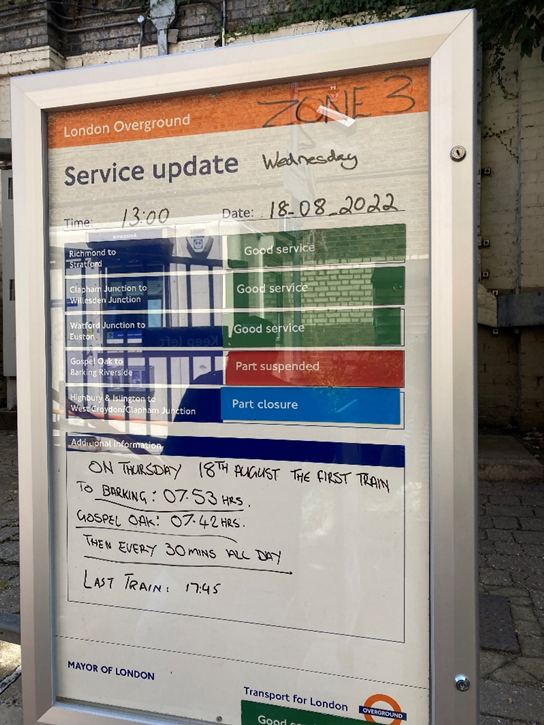 ZONE 3
London Overground
Service update Wednesday
Time: 13:00 Date: 18-08-2022
Richmond to
Stratford
Good service
Clapham Junction to
Willesden Junction
Good service
Watford Junction to
Euston
Good service
Keep left
Gospel Oak to
Barking Riverside
Part suspended
Highbury & Islington to
West Croydon/Clapham Junction
Part closure
Additional information
ON THURSDAY 18TH AUGUST THE FIRST TRAIN
TO BARKING: 07.53 HRS.
GOSPEL OAK: 07.42HRS.
THEN EVERY 30 MINS ALL DAY
LAST TRAIN: 17:45
MAYOR OF LONDON
Transport for London
OVERGROUND